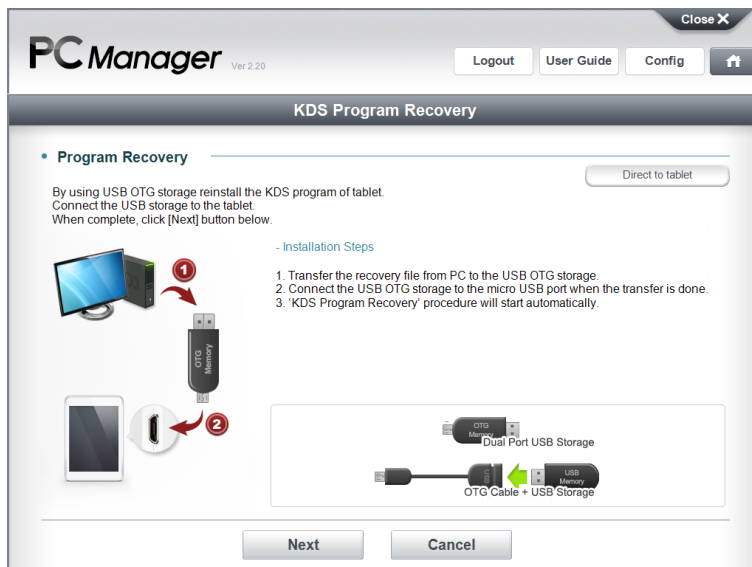 Close X
PC Manager Ver 2.20
Logout User Guide Config
KDS Program Recovery
• Program Recovery
Direct to tablet
By using USB OTG storage reinstall the KDS program of tablet.
Connect the USB storage to the tablet.
When complete, click [Next] button below.
- Installation Steps
1. Transfer the recovery file from PC to the USB OTG storage.
2. Connect the USB OTG storage to the micro USB port when the transfer is done.
3. ‘KDS Program Recovery’ procedure will start automatically.
1
OTG
Memory
2
OTG
Memory
Dual Port USB Storage
USB
USB
Memory
OTG Cable + USB Storage
Next Cancel